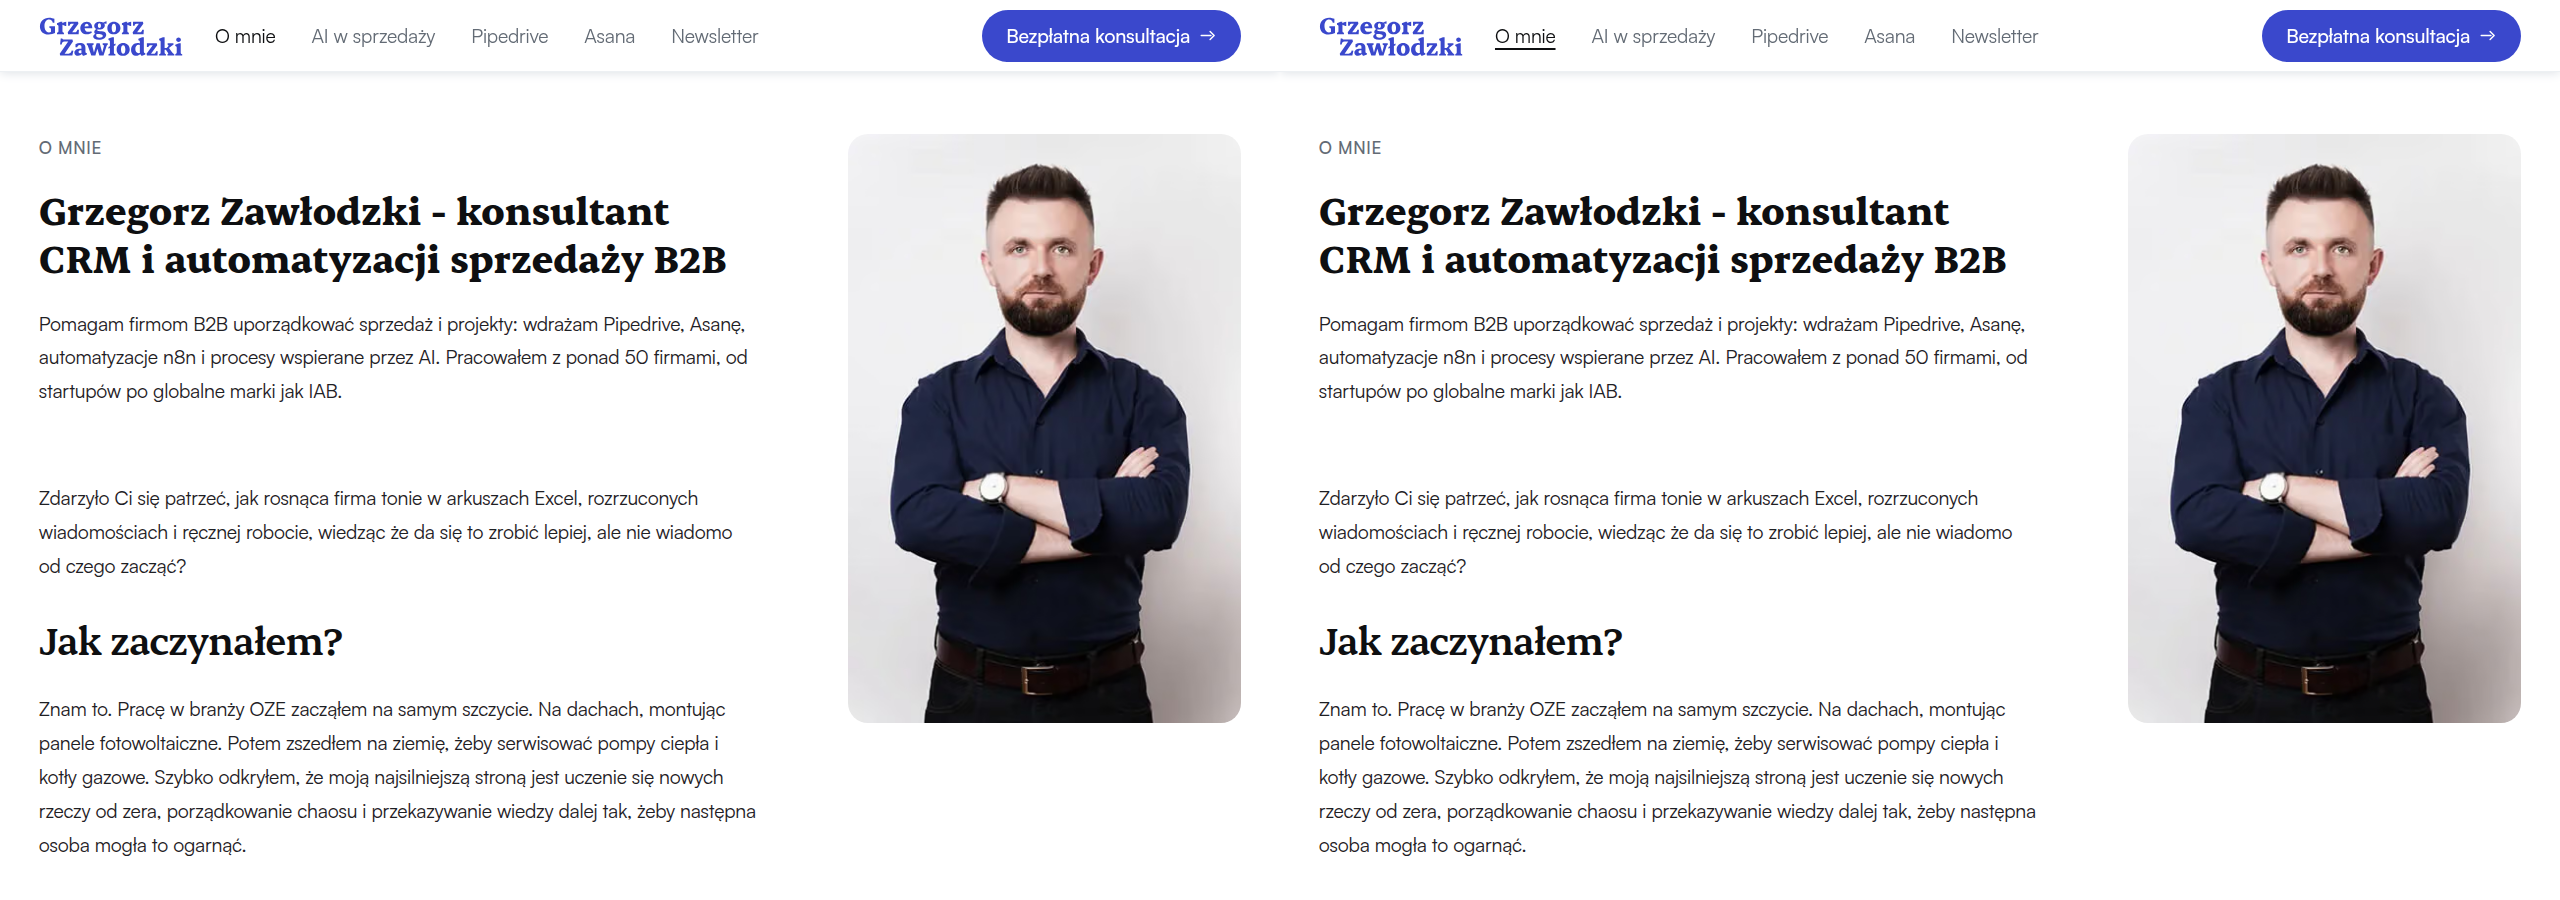 Grzegorz
Zawłodzki
O mnie
AI w sprzedaży
Pipedrive
Asana
Newsletter
Bezpłatna konsultacja →
O MNIE
Grzegorz Zawłodzki - konsultant
CRM i automatyzacji sprzedaży B2B
Pomagam firmom B2B uporządkować sprzedaż i projekty: wdrażam Pipedrive, Asanę,
automatyzacje n8n i procesy wspierane przez AI. Pracowałem z ponad 50 firmami, od
startupów po globalne marki jak IAB.
Zdarzyło Ci się patrzeć, jak rosnąca firma tonie w arkuszach Excel, rozrzuconych
wiadomościach i ręcznej robocie, wiedząc że da się to zrobić lepiej, ale nie wiadomo
od czego zacząć?
Jak zaczynałem?
Znam to. Pracę w branży OZE zacząłem na samym szczycie. Na dachach, montując
panele fotowoltaiczne. Potem zszedłem na ziemię, żeby serwisować pompy ciepła i
kotły gazowe. Szybko odkryłem, że moją najsilniejszą stroną jest uczenie się nowych
rzeczy od zera, porządkowanie chaosu i przekazywanie wiedzy dalej tak, żeby następna
osoba mogła to ogarnąć.
Grzegorz
Zawłodzki
O mnie
AI w sprzedaży
Pipedrive
Asana
Newsletter
Bezpłatna konsultacja →
O MNIE
Grzegorz Zawłodzki - konsultant
CRM i automatyzacji sprzedaży B2B
Pomagam firmom B2B uporządkować sprzedaż i projekty: wdrażam Pipedrive, Asanę,
automatyzacje n8n i procesy wspierane przez AI. Pracowałem z ponad 50 firmami, od
startupów po globalne marki jak IAB.
Zdarzyło Ci się patrzeć, jak rosnąca firma tonie w arkuszach Excel, rozrzuconych
wiadomościach i ręcznej robocie, wiedząc że da się to zrobić lepiej, ale nie wiadomo
od czego zacząć?
Jak zaczynałem?
Znam to. Pracę w branży OZE zacząłem na samym szczycie. Na dachach, montując
panele fotowoltaiczne. Potem zszedłem na ziemię, żeby serwisować pompy ciepła i
kotły gazowe. Szybko odkryłem, że moją najsilniejszą stroną jest uczenie się nowych
rzeczy od zera, porządkowanie chaosu i przekazywanie wiedzy dalej tak, żeby następna
osoba mogła to ogarnąć.